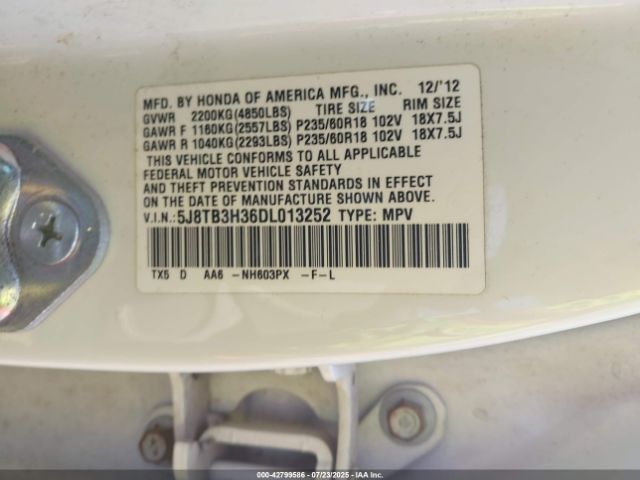 MFD. BY HONDA OF AMERICA MFG., INC. 12/'12
GVWR 2200KG(4850LBS) TIRE SIZE RIM SIZE
GAWR F 1160KG(2557LBS) P235/60R18 102V 18X7.5J
GAWR R 1040KG(2293LBS) P235/60R18 102V 18X7.5J
THIS VEHICLE CONFORMS TO ALL APPLICABLE
FEDERAL MOTOR VEHICLE SAFETY
AND THEFT PREVENTION STANDARDS IN EFFECT
ON THE DATE OF MANUFACTURE SHOWN ABOVE.
V.I.N.:5J8TB3H36DL013252 TYPE: MPV
TX5 D AA6 -NH603PX -F-L
000-42799586 | 07/23/2025 | IAAI.COM